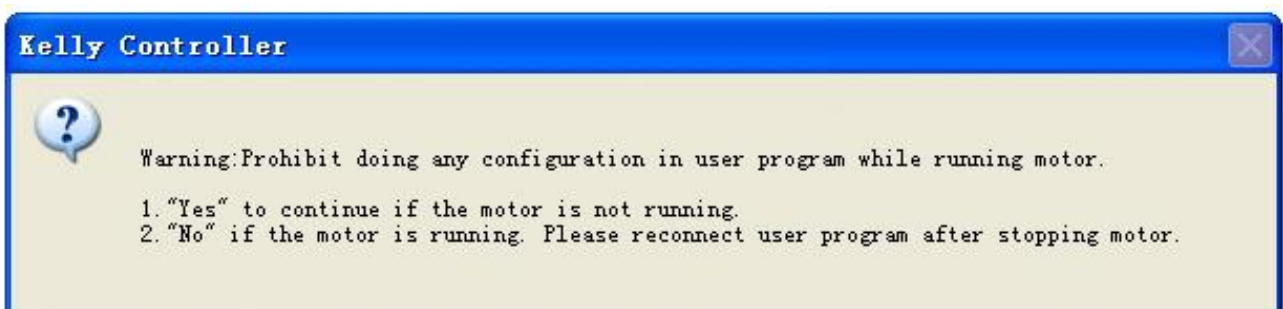 Kelly Controller
?
Warning:Prohibit doing any configuration in user program while running motor.
1."Yes" to continue if the motor is not running.
2."No" if the motor is running. Please reconnect user program after stopping motor.